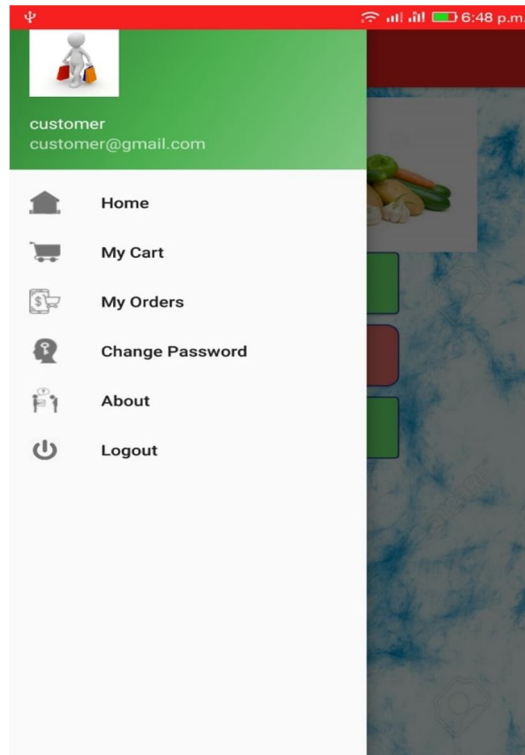 6:48 p.m.
customer
customer@gmail.com
Home
My Cart
My Orders
Change Password
About
Logout